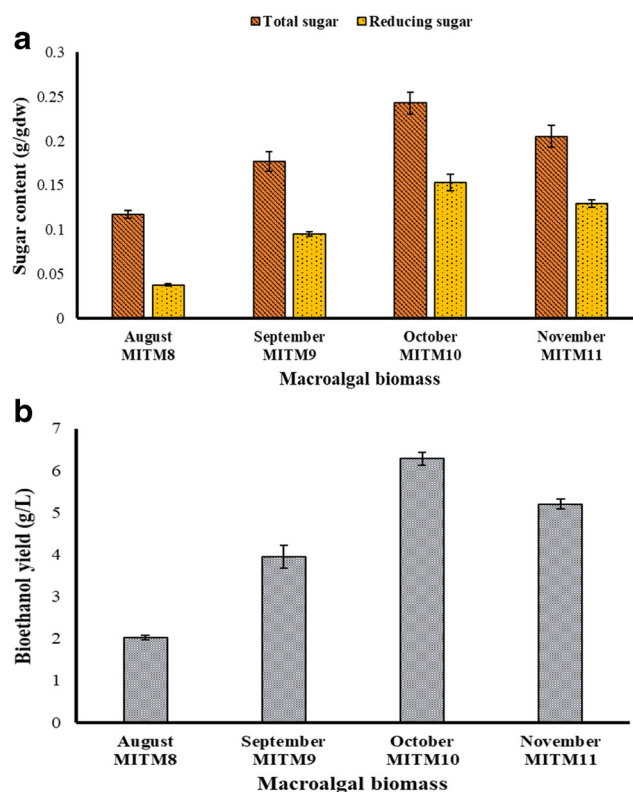 Total sugar Reducing sugar
a
0.3
0.25
0.2
0.15
0.1
0.05
0
Sugar content (g/gdw)
August September October November
MITM8 MITM9 MITM10 MITM11
Macroalgal biomass
b
7
6
5
4
3
2
1
0
Bioethanol yield (g/L)
August September October November
MITM8 MITM9 MITM10 MITM11
Macroalgal biomass